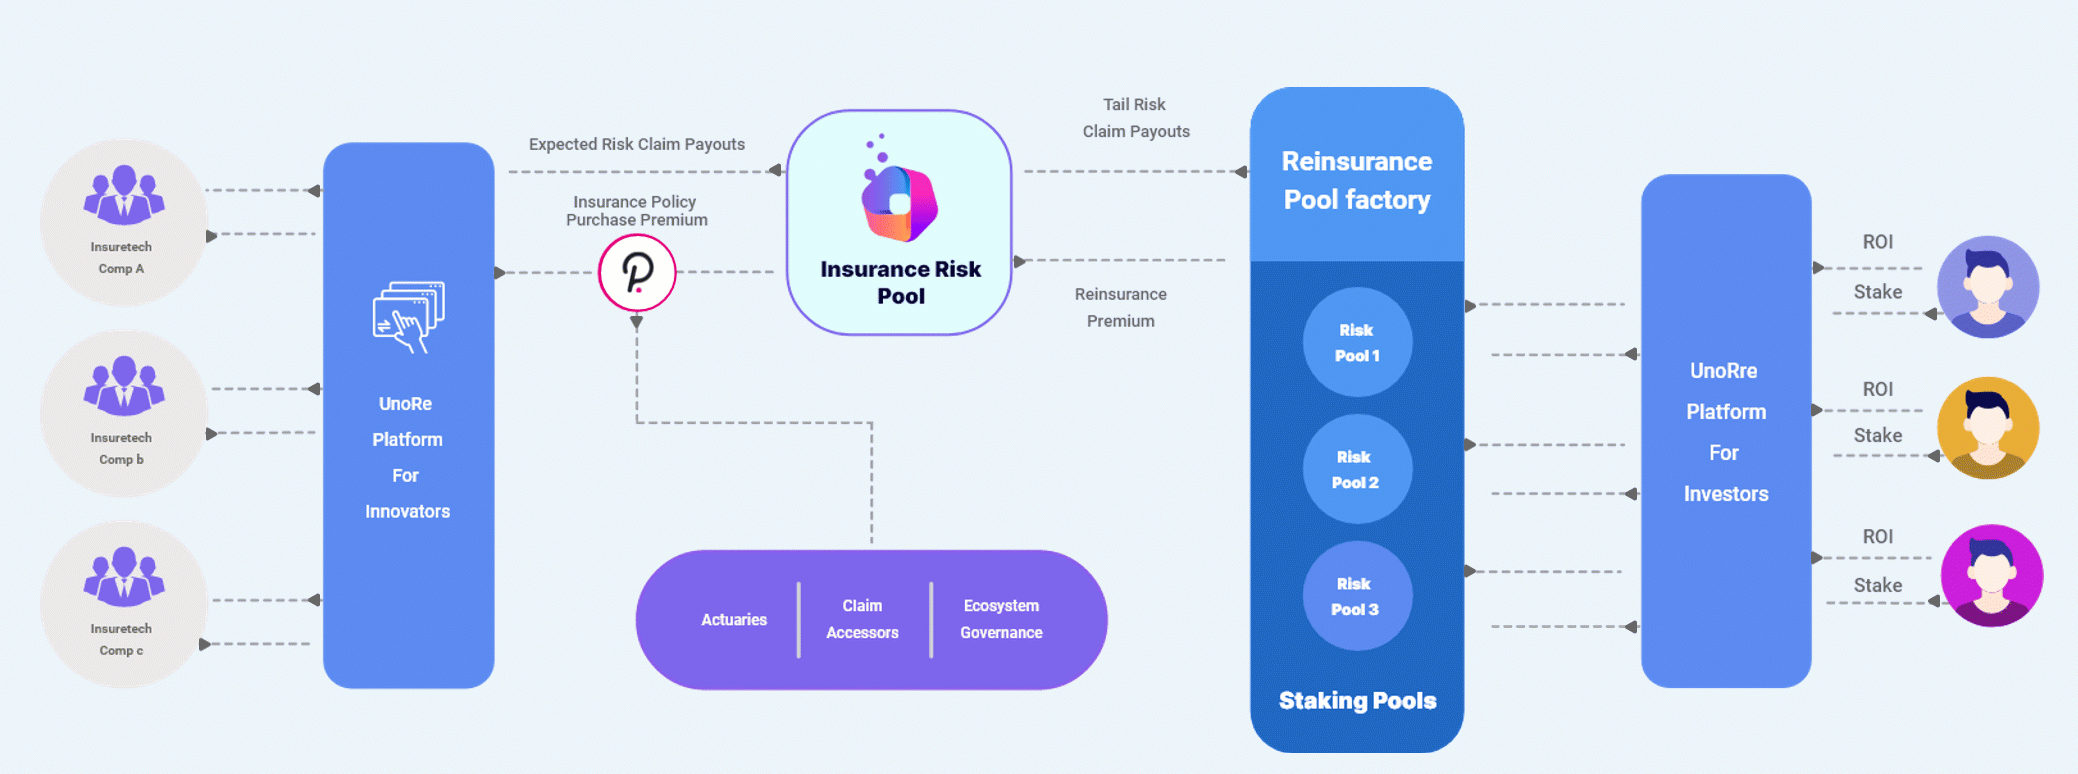 Insuretech
Comp A
Insuretech
Comp b
Insuretech
Comp c
UnoRe
Platform
For
Innovators
Expected Risk Claim Payouts
Insurance Policy
Purchase Premium
Insurance Risk
Pool
Actuaries
Claim
Accessors
Ecosystem
Governance
Tail Risk
Claim Payouts
Reinsurance
Premium
Reinsurance
Pool factory
Risk
Pool 1
Risk
Pool 2
Risk
Pool 3
Staking Pools
UnoRre
Platform
For
Investors
ROI
Stake
ROI
Stake
ROI
Stake